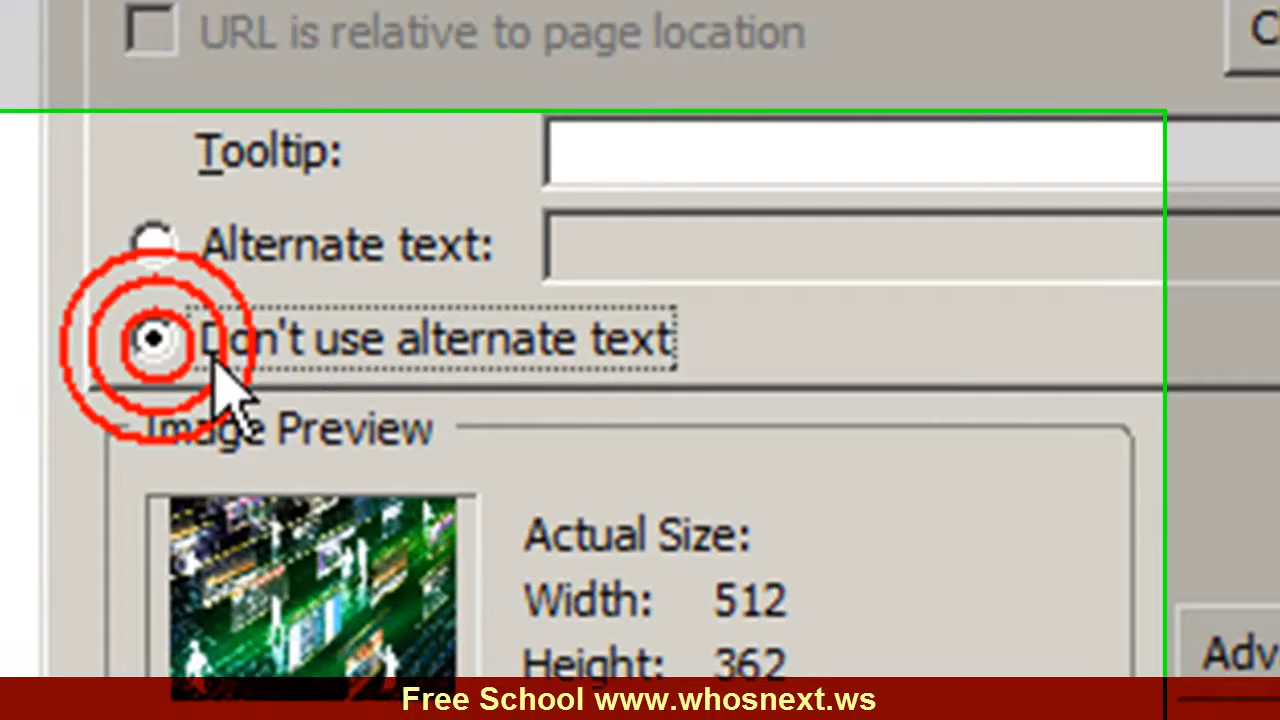 URL is relative to page location
Tooltip:
Alternate text:
Don't use alternate text
Image Preview
Actual Size:
Width: 512
Height: 362
Free School www.whosnext.ws